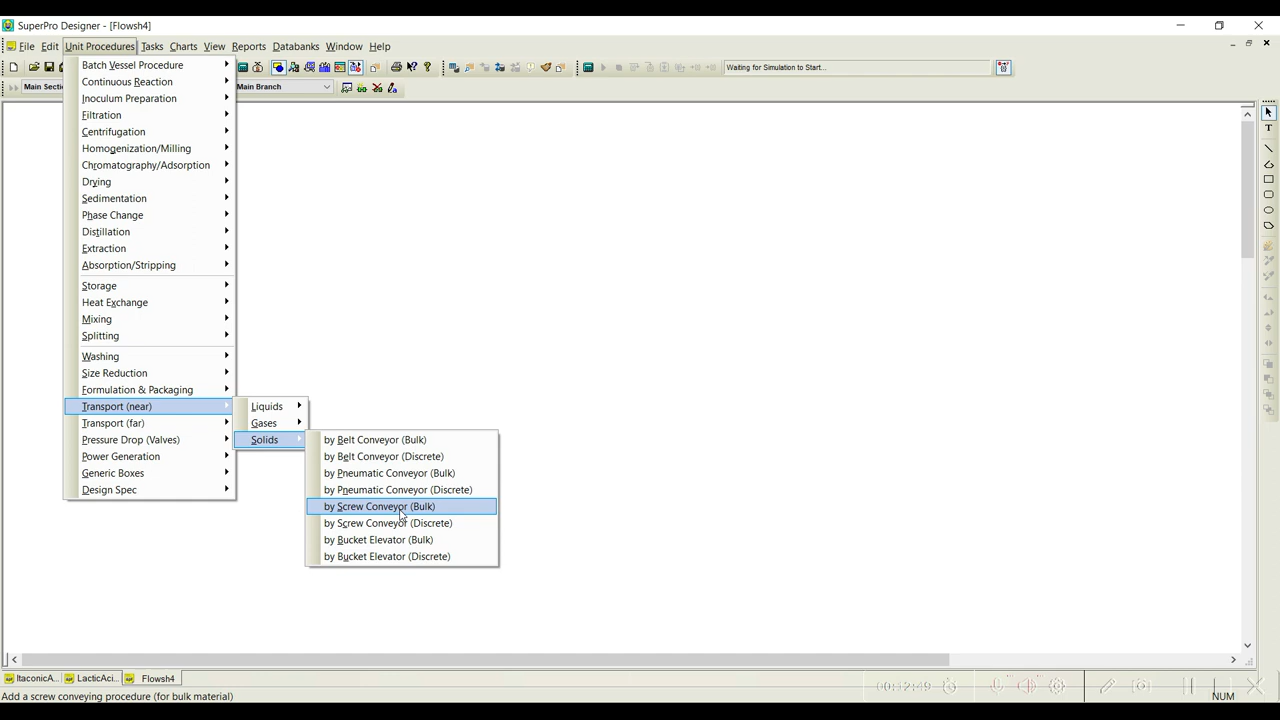 SuperPro Designer - [Flowsh4]
File Edit Unit Procedures Tasks Charts View Reports Databanks Window Help
Waiting for Simulation to Start...
Main Secti
Main Branch
Batch Vessel Procedure
Continuous Reaction
Inoculum Preparation
Filtration
Centrifugation
Homogenization/Milling
Chromatography/Adsorption
Drying
Sedimentation
Phase Change
Distillation
Extraction
Absorption/Stripping
Storage
Heat Exchange
Mixing
Splitting
Washing
Size Reduction
Formulation & Packaging
Transport (near)
Transport (far)
Pressure Drop (Valves)
Power Generation
Generic Boxes
Design Spec
Liquids
Gases
Solids
by Belt Conveyor (Bulk)
by Belt Conveyor (Discrete)
by Pneumatic Conveyor (Bulk)
by Pneumatic Conveyor (Discrete)
by Screw Conveyor (Bulk)
by Screw Conveyor (Discrete)
by Bucket Elevator (Bulk)
by Bucket Elevator (Discrete)
T
ItaconicA... LacticAci... Flowsh4
Add a screw conveying procedure (for bulk material)
00:12:49
NUM